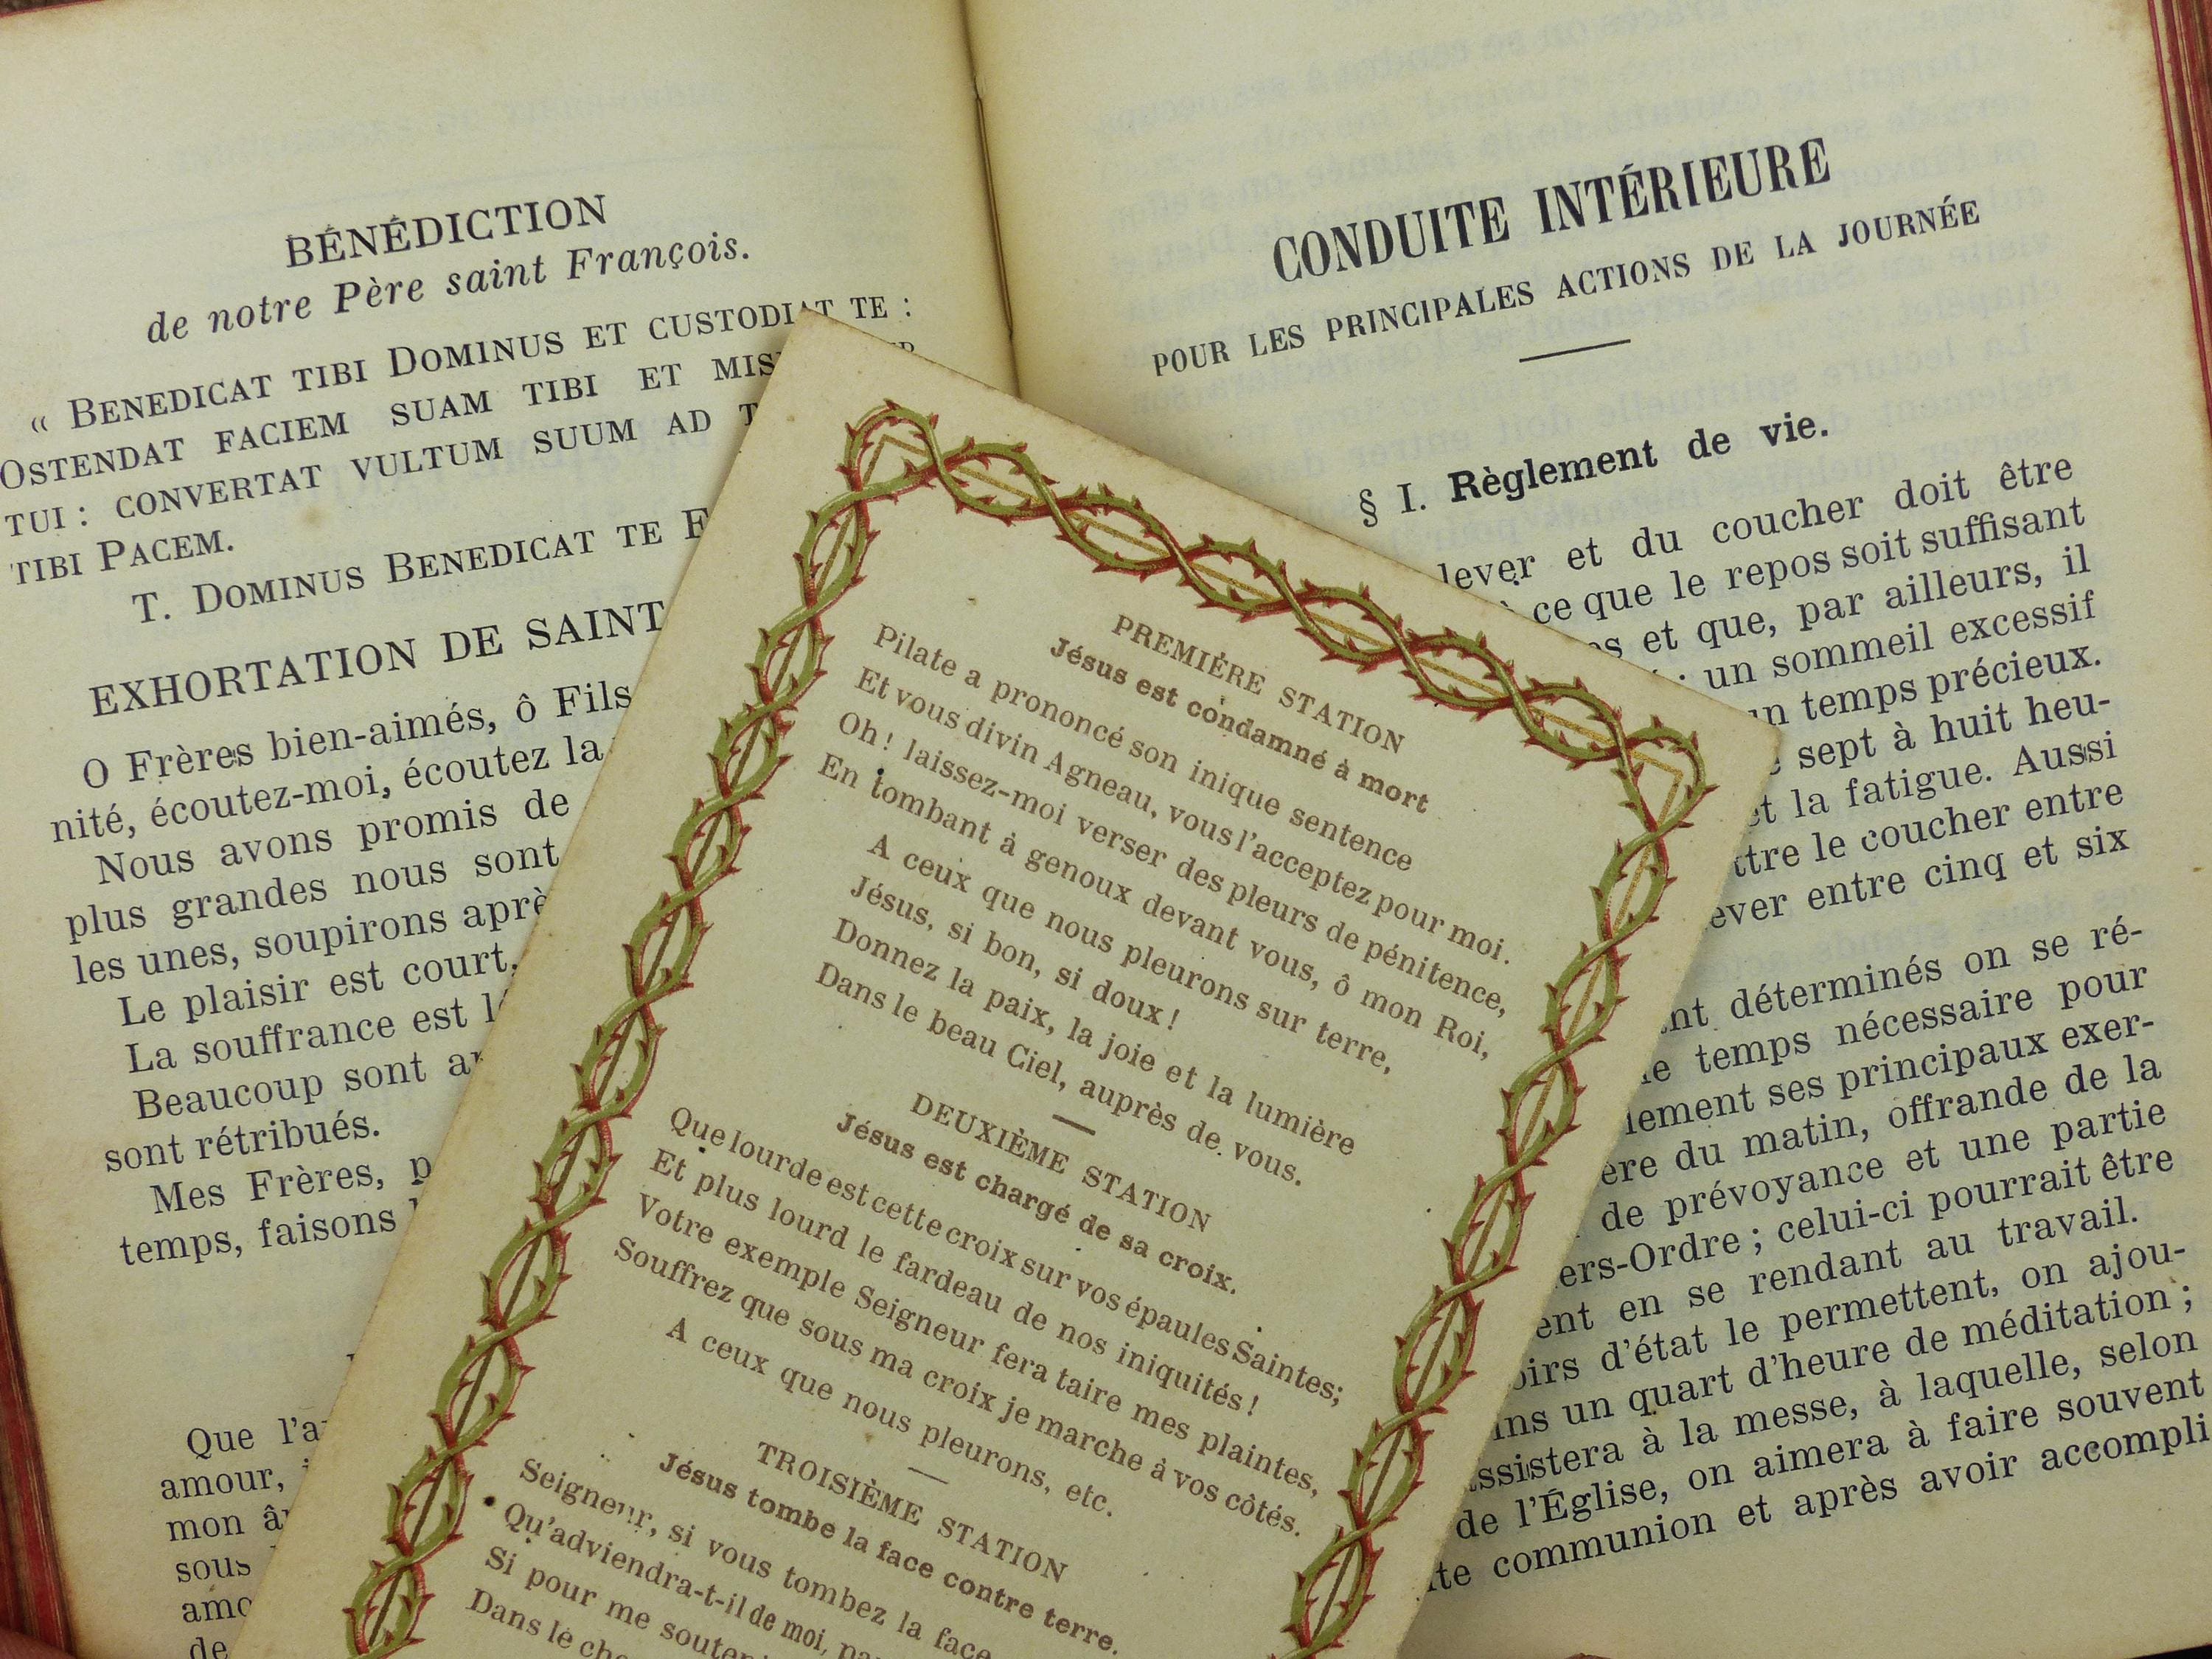 BÉNÉDICTION
de notre Père saint François.
« BENEDICAT TIBI DOMINUS ET CUSTODIAT TE :
OSTENDAT FACIEM SUAM TIBI ET
TUI : CONVERTAT VULTUM SUUM AD
TIBI PACEM.
T. DOMINUS BENEDICAT TE
EXHORTATION DE SAINT
O Frères bien-aimés, ô Fils
nité, écoutez-moi, écoutez la
Nous avons promis de
plus grandes nous sont
les unes, soupirons après
Le plaisir est court,
La souffrance est
Beaucoup sont
sont rétribués.
Mes Frères,
temps, faisons
Que
amour,
mon
sous
de
PREMIÈRE STATION
Jésus est condamné à mort
Pilate a prononcé son inique sentence
Et vous divin Agneau, vous l'acceptez pour moi.
Oh ! laissez-moi verser des pleurs de pénitence,
En tombant à genoux devant vous, ô mon Roi,
A ceux que nous pleurons sur terre,
Jésus, si bon, si doux !
Donnez la paix, la joie et la lumière
Dans le beau Ciel, auprès de vous.
DEUXIÈME STATION
Jésus est chargé de sa croix.
Que lourde est cette croix sur vos épaules Saintes;
Et plus lourd le fardeau de nos iniquités !
Votre exemple Seigneur fera taire mes plaintes,
Souffrez que sous ma croix je marche à vos côtés.
A ceux que nous pleurons, etc.
TROISIÈME STATION
Jésus tombe la face contre terre.
Seigneur, si vous tombez la face
Qu'adviendra-t-il de moi,
Si pour me
Dans le
CONDUITE INTÉRIEURE
POUR LES PRINCIPALES ACTIONS DE LA JOURNÉE
§ I. Règlement de vie.
lever et du coucher doit être
ce que le repos soit suffisant
et que, par ailleurs, il
: un sommeil excessif
temps précieux.
sept à huit heu-
et la fatigue. Aussi
le coucher entre
entre cinq et six
déterminés on se ré-
temps nécessaire pour
ses principaux exer-
du matin, offrande de la
de prévoyance et une partie
celui-ci pourrait être
en se rendant au travail.
d'état le permettent, on ajou-
un quart d'heure de méditation ;
à la messe, à laquelle, selon
de l'Église, on aimera à faire souvent
communion et après avoir accompli